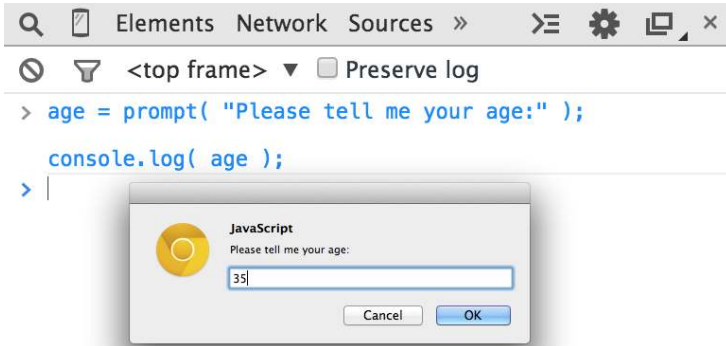 Elements Network Sources »
<top frame> ▼ Preserve log
> age = prompt( "Please tell me your age:" );
console.log( age );
>
JavaScript
Please tell me your age:
35
Cancel OK